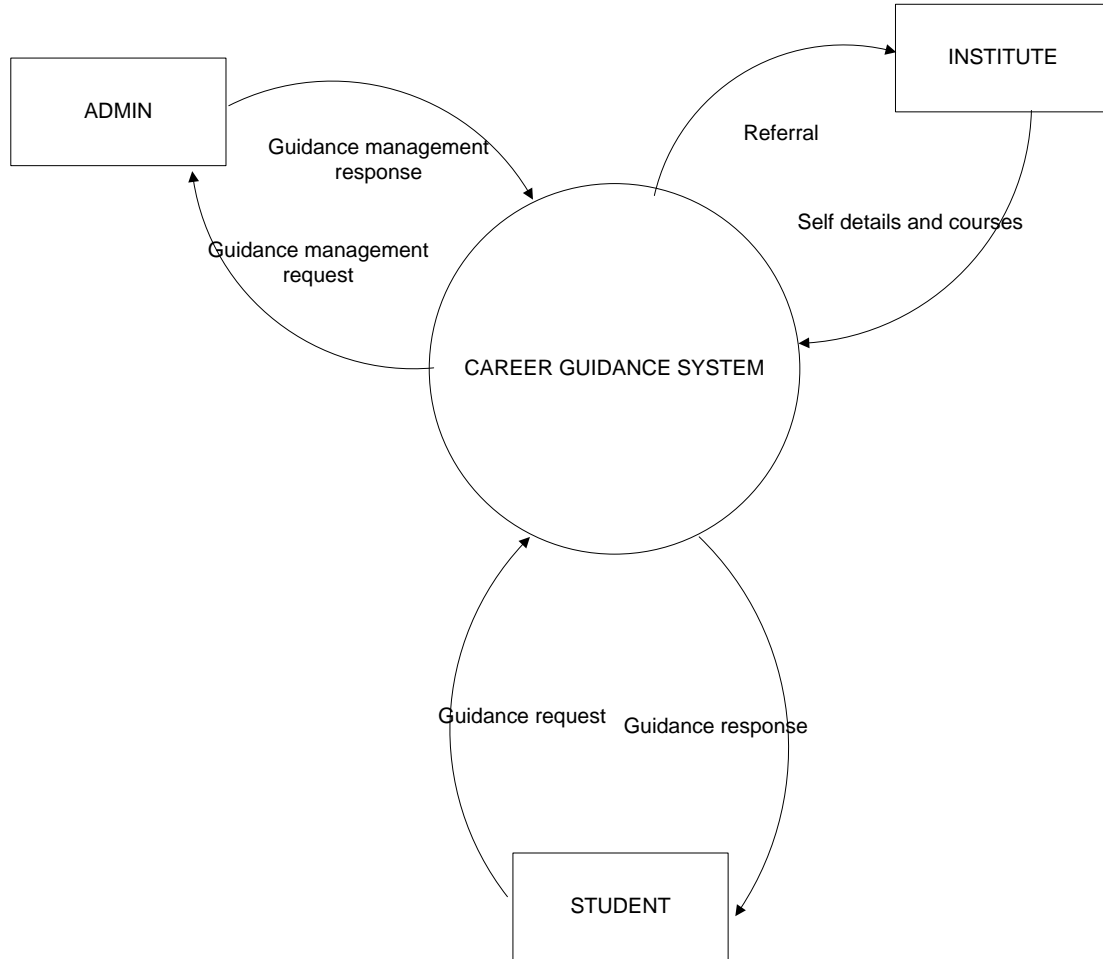 INSTITUTE
ADMIN
Referral
Guidance management
response
Self details and courses
Guidance management
request
CAREER GUIDANCE SYSTEM
Guidance request
Guidance response
STUDENT